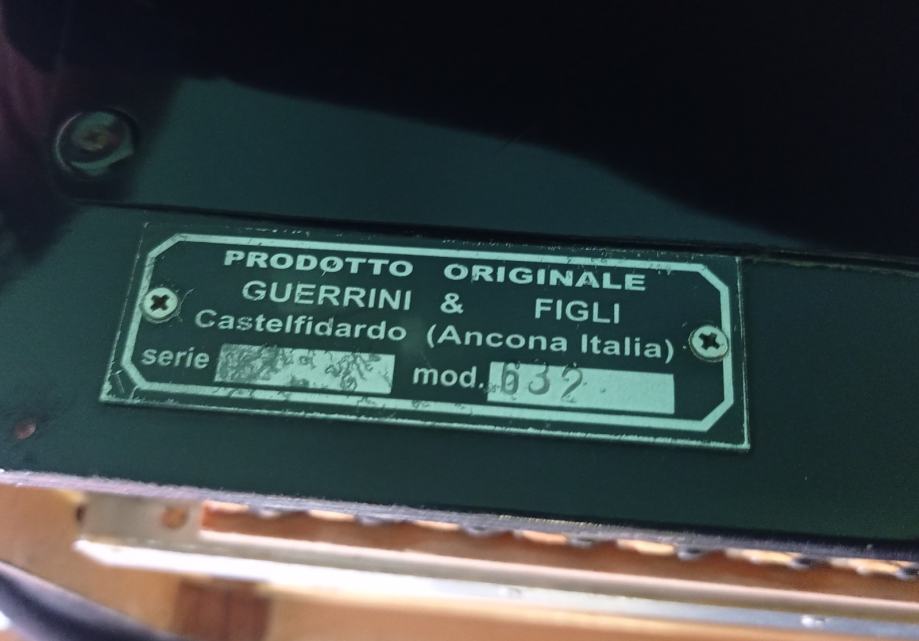 PRODOTTO ORIGINALE
GUERRINI & FIGLI
Castelfidardo (Ancona Italia)
serie mod. 632